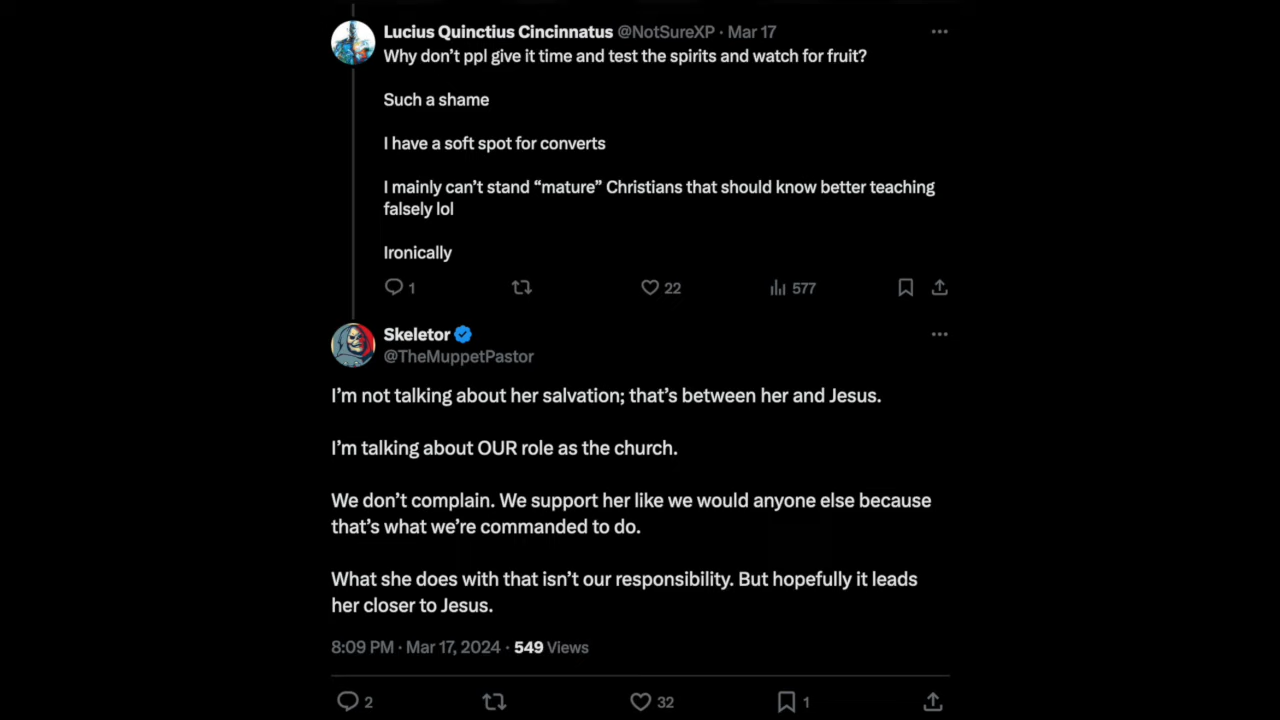 Lucius Quinctius Cincinnatus @NotSureXP · Mar 17
Why don’t ppl give it time and test the spirits and watch for fruit?
Such a shame
I have a soft spot for converts
I mainly can’t stand “mature” Christians that should know better teaching
falsely lol
Ironically
1 22 577
Skeletor
@TheMuppetPastor
I’m not talking about her salvation; that’s between her and Jesus.
I’m talking about OUR role as the church.
We don’t complain. We support her like we would anyone else because
that’s what we’re commanded to do.
What she does with that isn’t our responsibility. But hopefully it leads
her closer to Jesus.
8:09 PM · Mar 17, 2024 · 549 Views
2 32 1